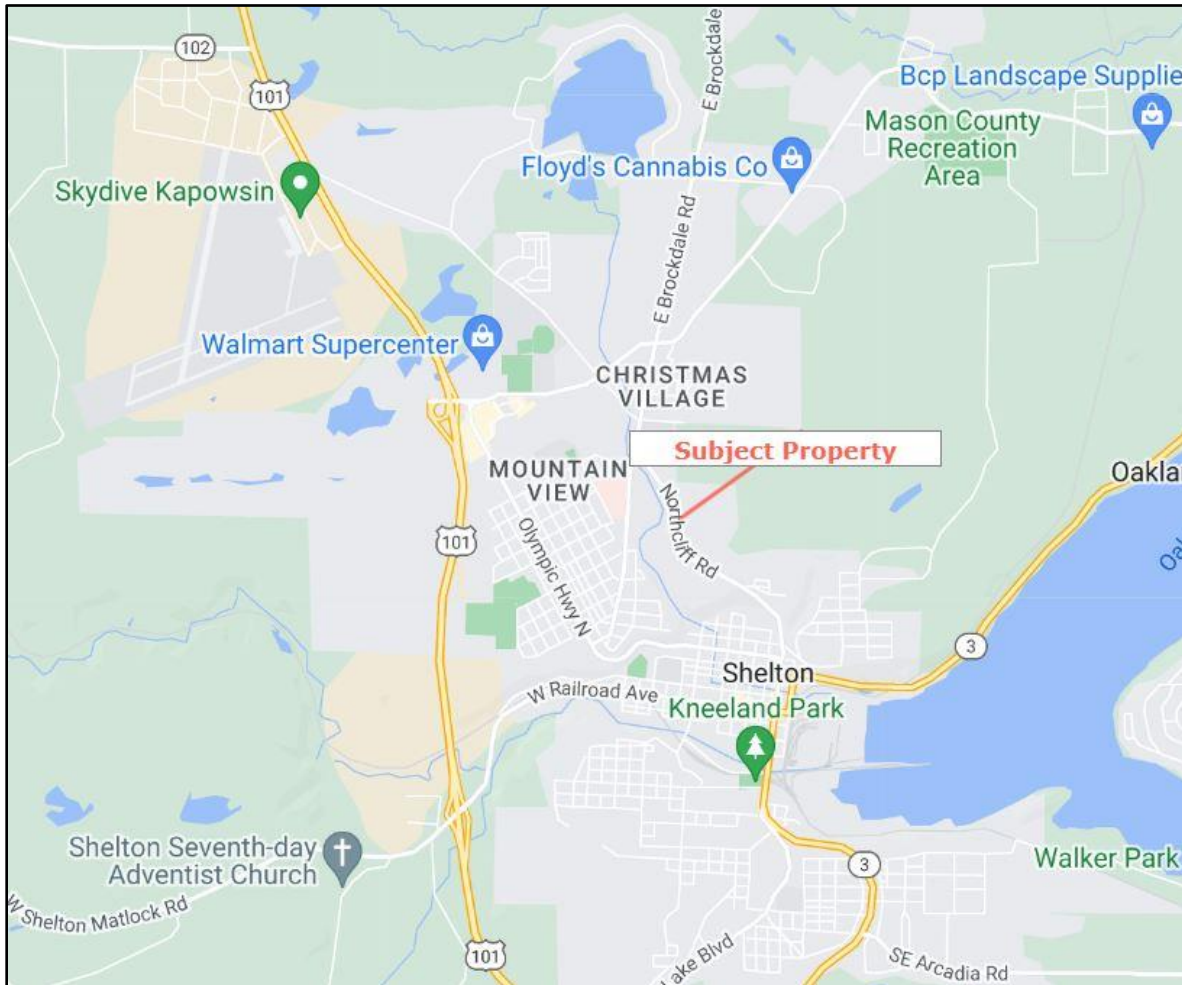 102
101
E Brockdale
Bcp Landscape Supplie
Mason County
Recreation
Area
Floyd's Cannabis Co
Skydive Kapowsin
E Brockdale Rd
Walmart Supercenter
CHRISTMAS
VILLAGE
Subject Property
MOUNTAIN
VIEW
Oakla
Northcliff Rd
Olympic Hwy N
101
Oa
3
Shelton
W Railroad Ave
Kneeland Park
Shelton Seventh-day
Adventist Church
Walker Park
3
W Shelton Matlock Rd
Lake Blvd
101
SE Arcadia Rd